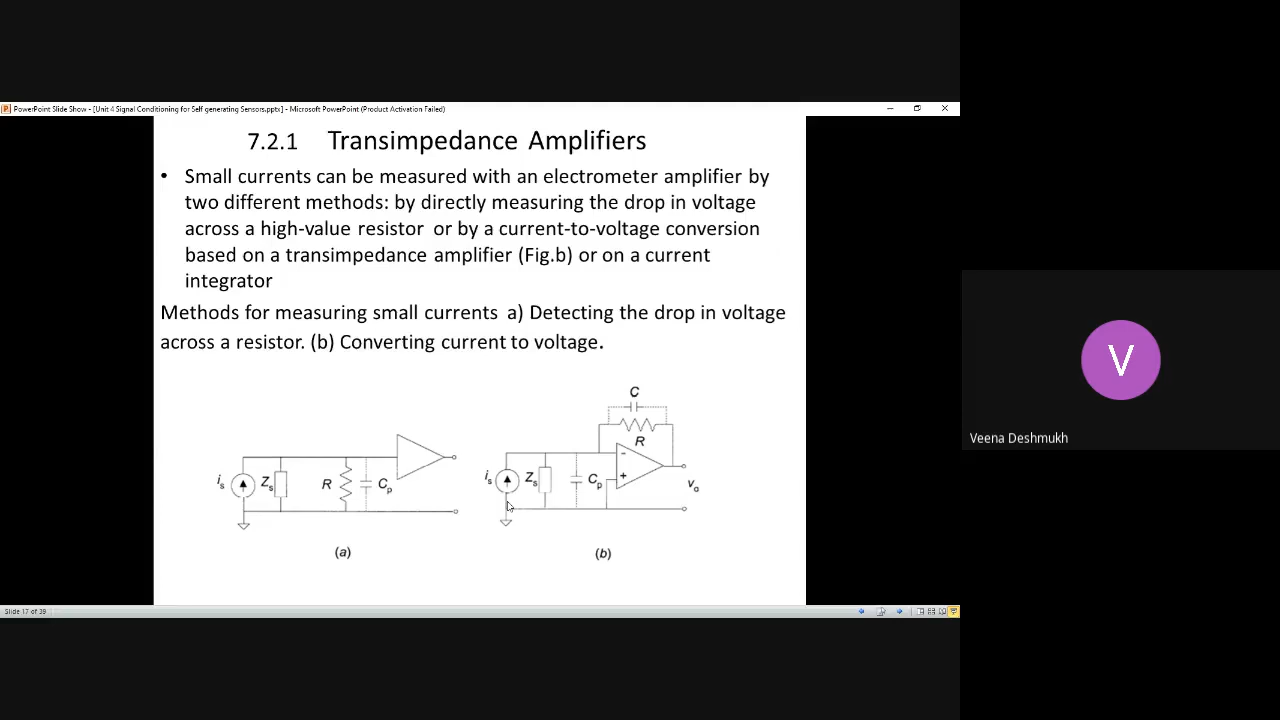 PowerPoint Slide Show - [Unit 4 Signal Conditioning for Self generating Sensors.pptx] - Microsoft PowerPoint (Product Activation Failed)
7.2.1 Transimpedance Amplifiers
• Small currents can be measured with an electrometer amplifier by
two different methods: by directly measuring the drop in voltage
across a high-value resistor or by a current-to-voltage conversion
based on a transimpedance amplifier (Fig.b) or on a current
integrator
Methods for measuring small currents a) Detecting the drop in voltage
across a resistor. (b) Converting current to voltage.
is Zs R Cp
(a)
C
R
is Zs Cp - + vo
(b)
Slide 17 of 39
V
Veena Deshmukh